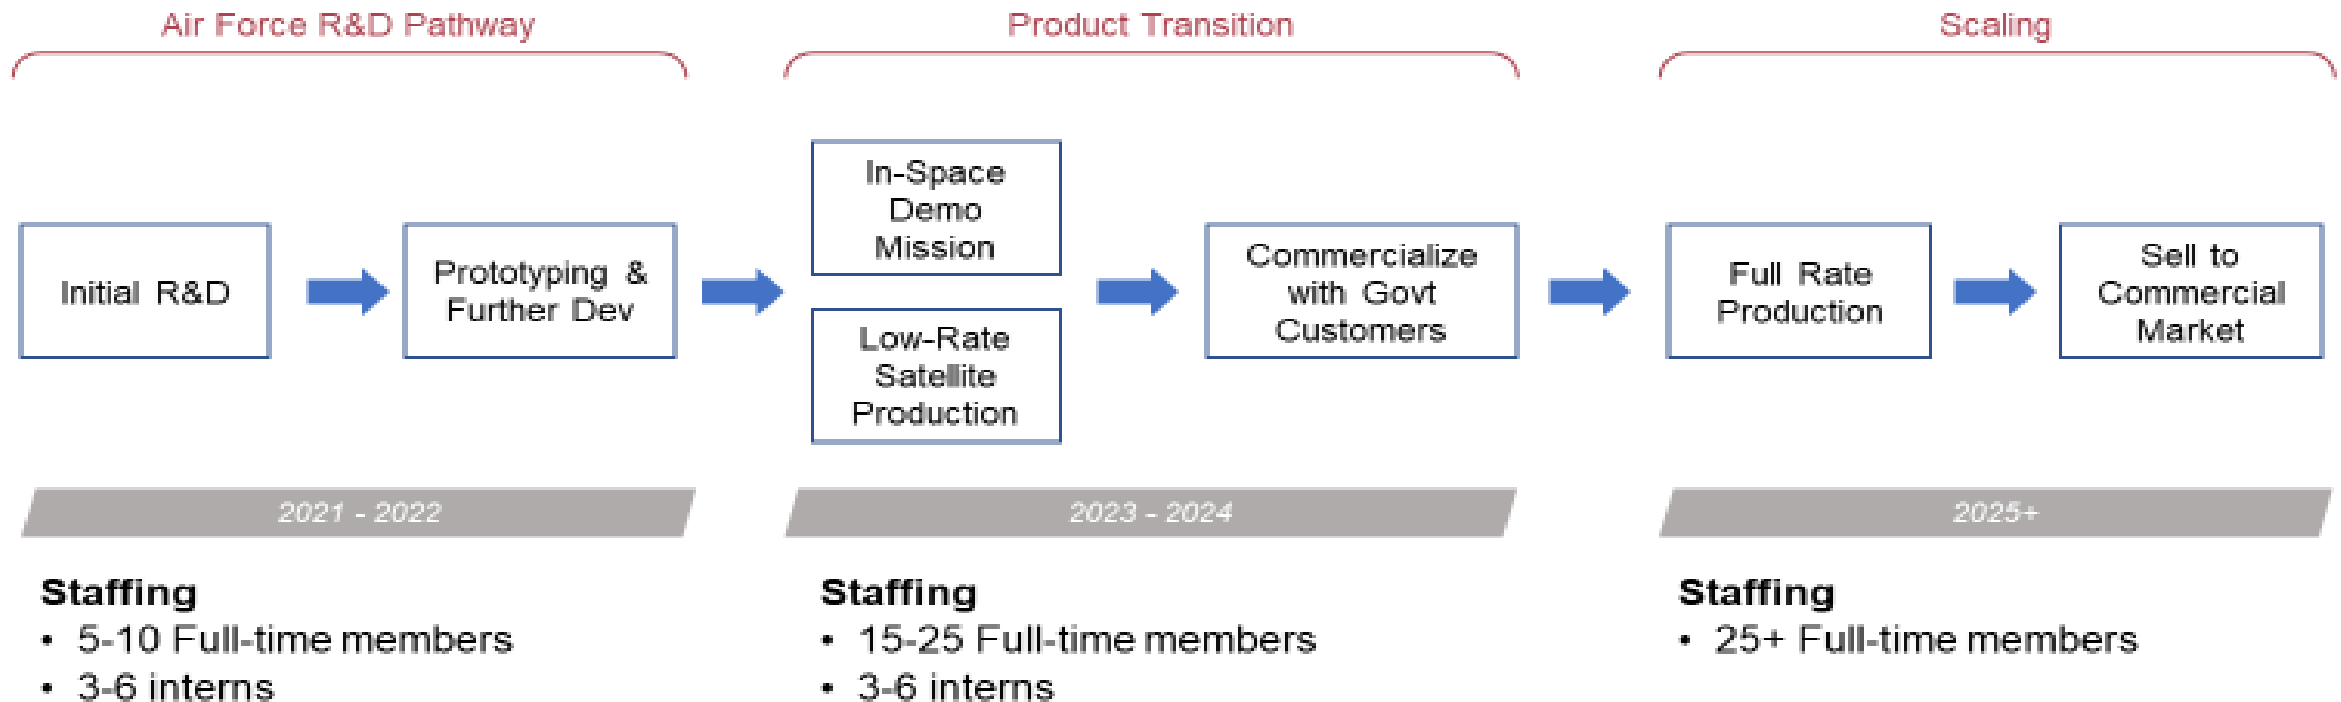 Air Force R&D Pathway
Product Transition
Scaling
Initial R&D
Prototyping &
Further Dev
In-Space
Demo
Mission
Low-Rate
Satellite
Production
Commercialize
with Govt
Customers
Full Rate
Production
Sell to
Commercial
Market
2021 - 2022
2023 - 2024
2025+
Staffing
• 5-10 Full-time members
• 3-6 interns
Staffing
• 15-25 Full-time members
• 3-6 interns
Staffing
• 25+ Full-time members